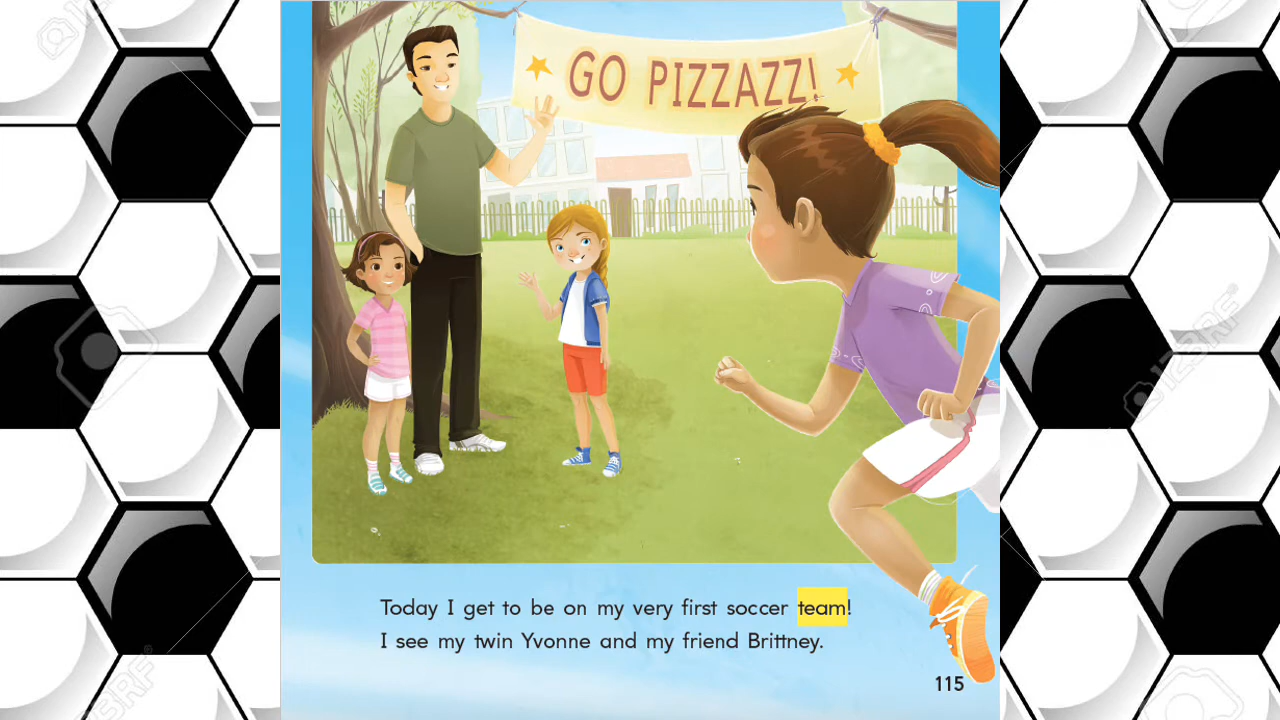 GO PIZZAZZ!
Today I get to be on my very first soccer team!
I see my twin Yvonne and my friend Brittney.
115